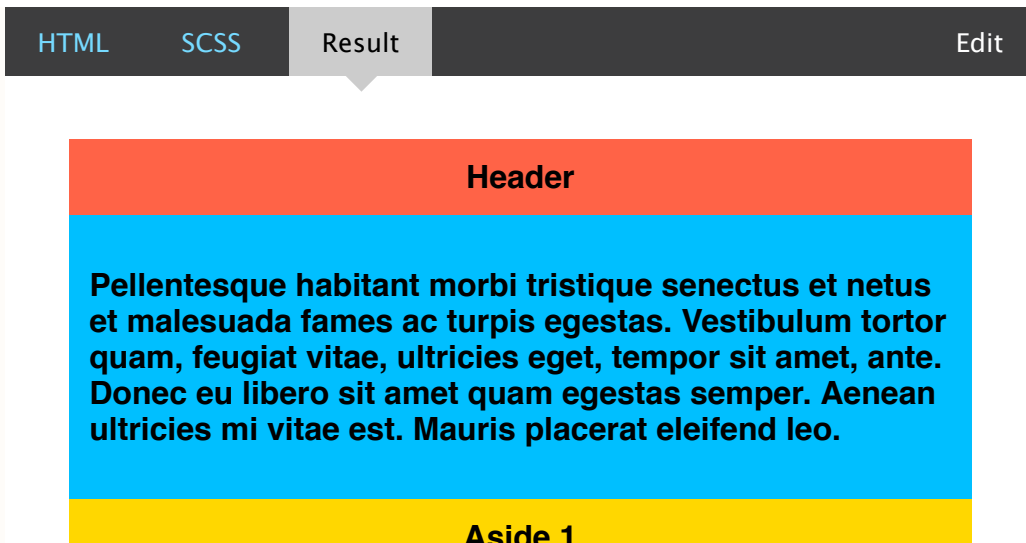 HTML SCSS Result Edit
Header
Pellentesque habitant morbi tristique senectus et netus
et malesuada fames ac turpis egestas. Vestibulum tortor
quam, feugiat vitae, ultricies eget, tempor sit amet, ante.
Donec eu libero sit amet quam egestas semper. Aenean
ultricies mi vitae est. Mauris placerat eleifend leo.
Aside 1